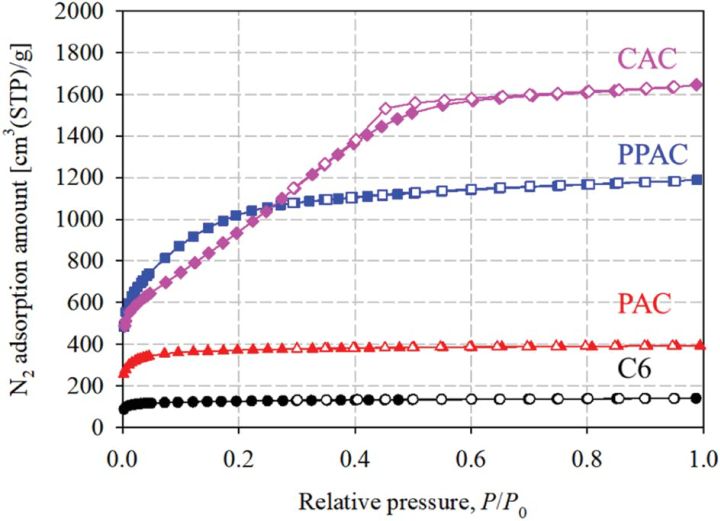 2000
1800
1600
1400
1200
1000
800
600
400
200
0
N₂ adsorption amount [cm³(STP)/g]
CAC
PPAC
PAC
C6
0.0 0.2 0.4 0.6 0.8 1.0
Relative pressure, P/P₀